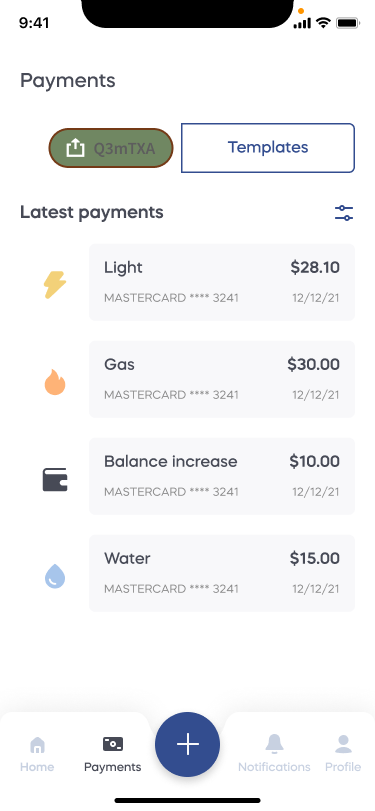 9:41
Payments
Q3mTXA
Templates
Latest payments
Light $28.10
MASTERCARD **** 3241 12/12/21
Gas $30.00
MASTERCARD **** 3241 12/12/21
Balance increase $10.00
MASTERCARD **** 3241 12/12/21
Water $15.00
MASTERCARD **** 3241 12/12/21
Home Payments Notifications Profile